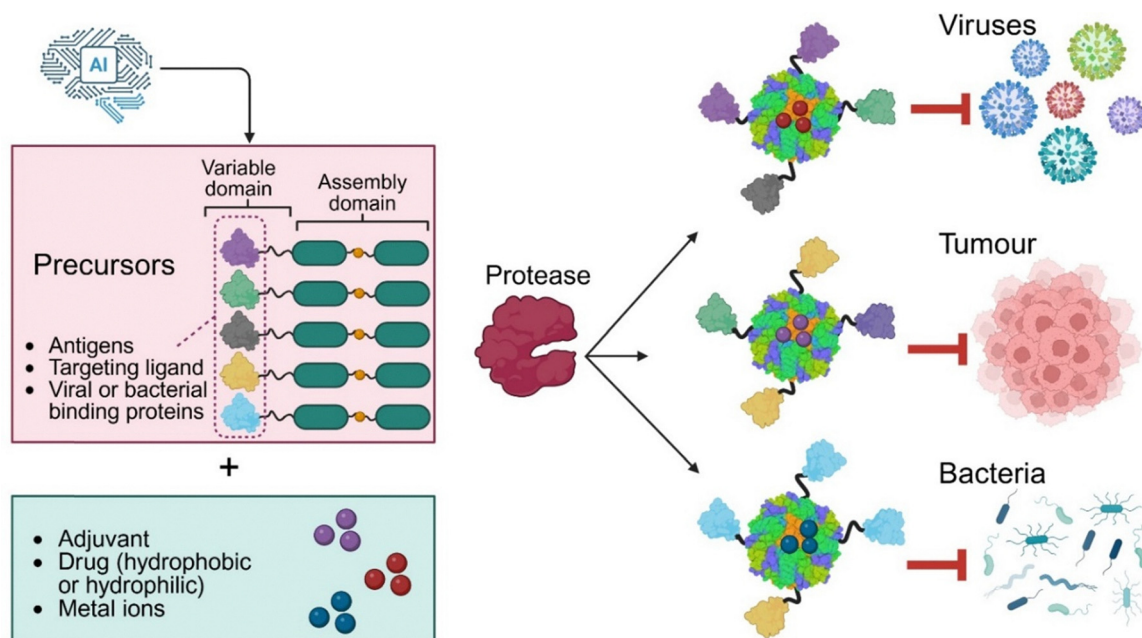 AI
Variable
domain
Assembly
domain
Precursors
• Antigens
• Targeting ligand
• Viral or bacterial
binding proteins
+
• Adjuvant
• Drug (hydrophobic
or hydrophilic)
• Metal ions
Protease
Viruses
Tumour
Bacteria